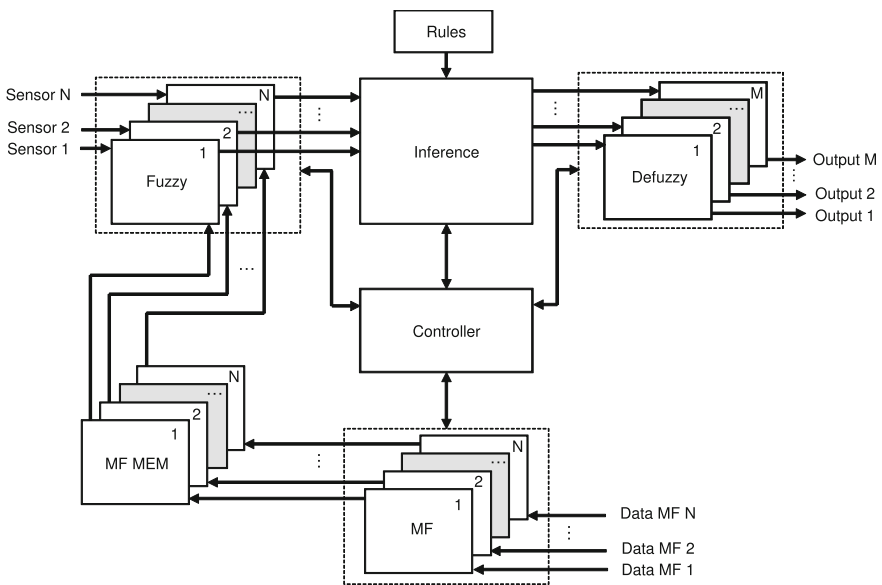 Rules
Sensor N
Sensor 2
Sensor 1
N
...
2
1
Fuzzy
...
Inference
...
M
...
2
1
Defuzzy
Output M
...
Output 2
Output 1
...
Controller
N
...
2
1
MF MEM
...
N
...
2
1
MF
Data MF N
...
Data MF 2
Data MF 1